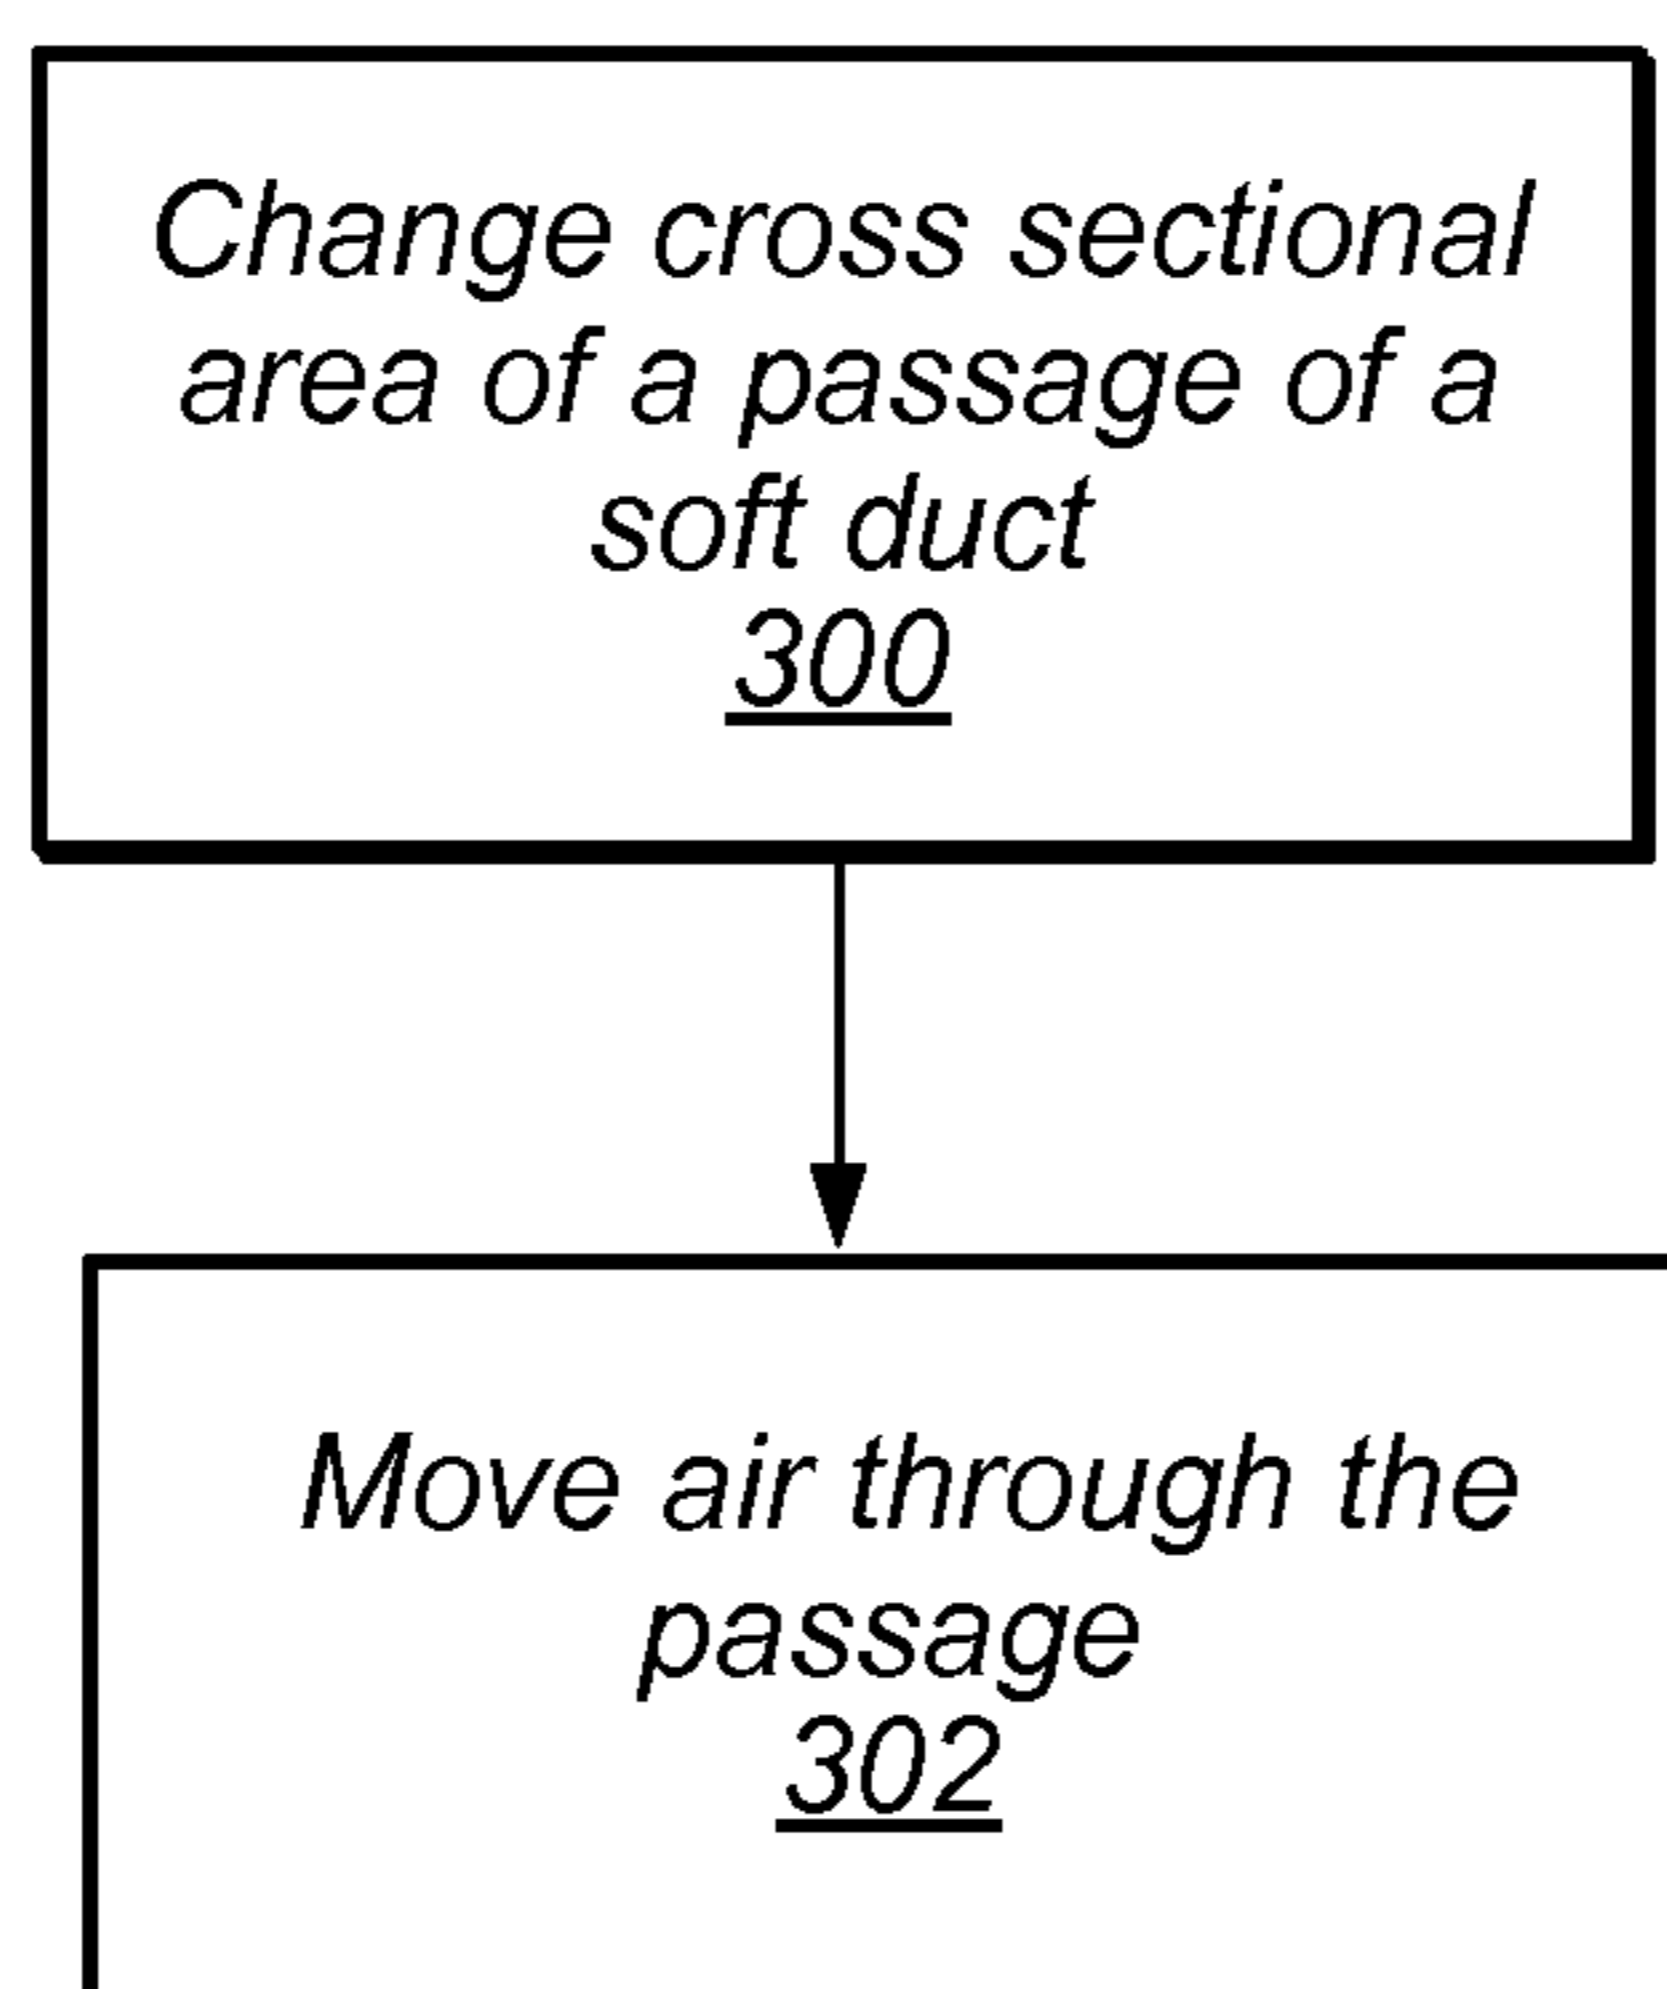 Change cross sectional
area of a passage of a
soft duct
300
Move air through the
passage
302